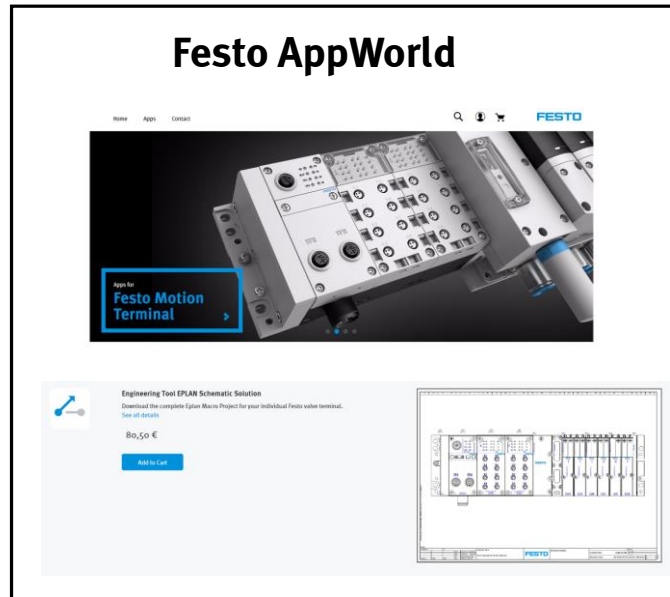 Festo AppWorld
Home Apps Contact
FESTO
Apps for
Festo Motion
Terminal
Engineering Tool EPLAN Schematic Solution
Download the complete Eplan Macro Project for your individual Festo valve terminal.
See all details
80,50 €
Add to Cart
FESTO
FESTO